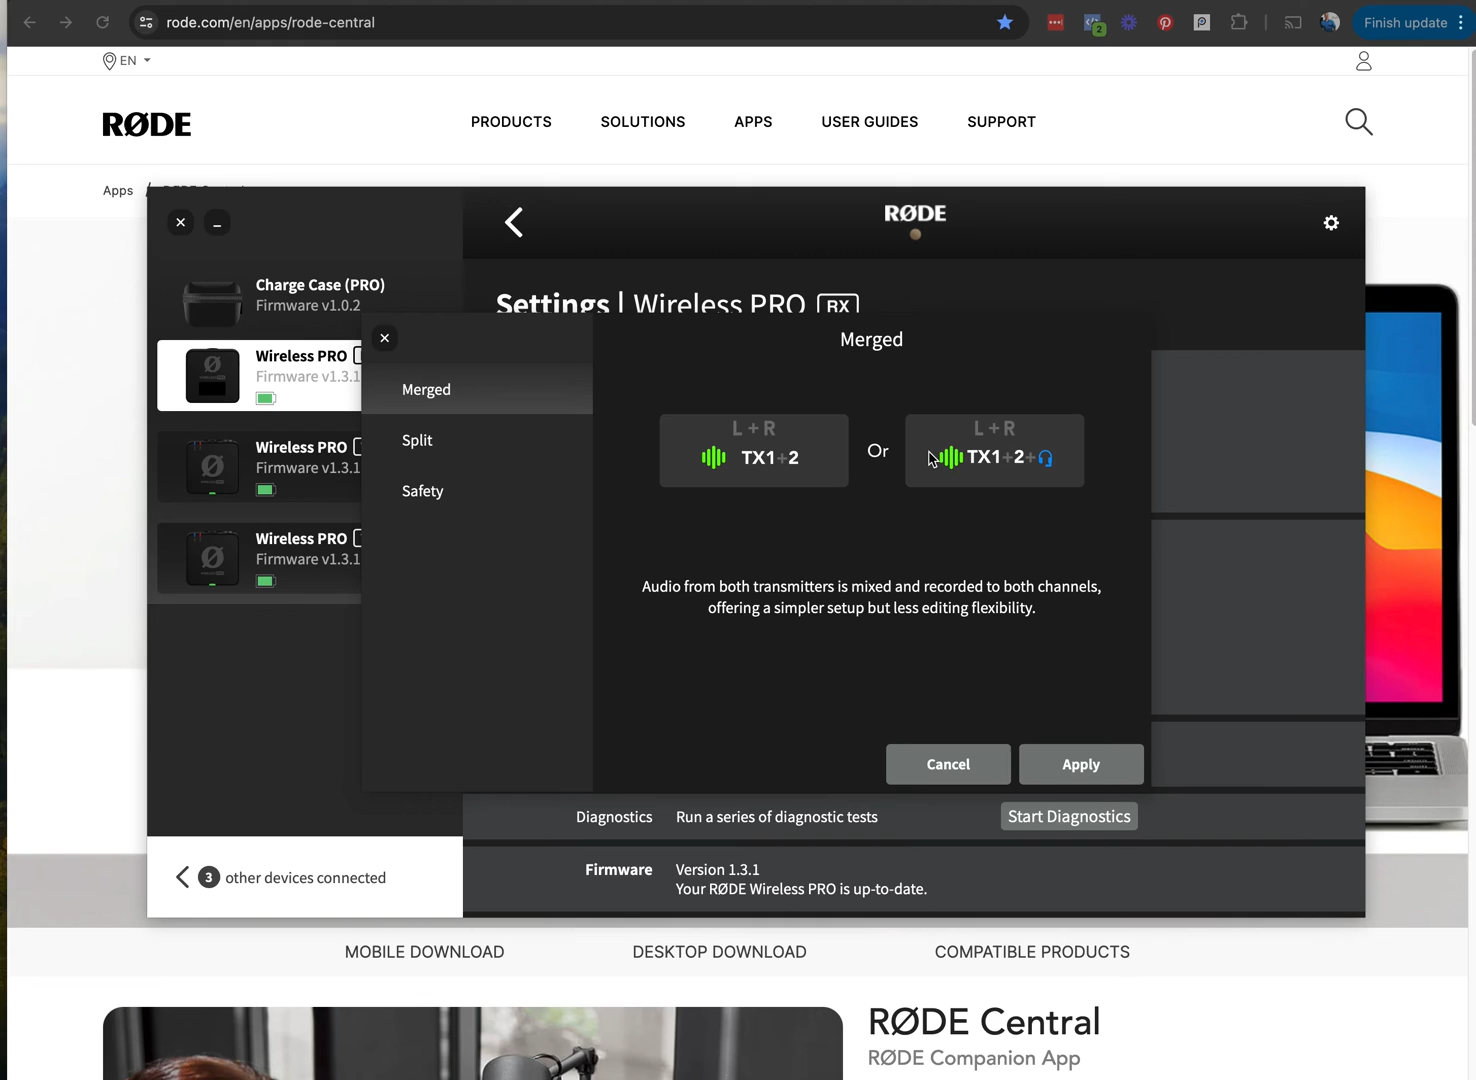 rode.com/en/apps/rode-central
2
Finish update
EN
RØDE
PRODUCTS
SOLUTIONS
APPS
USER GUIDES
SUPPORT
Apps /
RØDE
Charge Case (PRO)
Firmware v1.0.2
Settings | Wireless PRO RX
Wireless PRO
Firmware v1.3.1
Wireless PRO
Firmware v1.3.1
Wireless PRO
Firmware v1.3.1
Merged
Merged
Split
Safety
L + R
TX1+2
Or
L + R
TX1+2+
Audio from both transmitters is mixed and recorded to both channels,
offering a simpler setup but less editing flexibility.
Cancel
Apply
Diagnostics
Run a series of diagnostic tests
Start Diagnostics
Firmware
Version 1.3.1
Your RØDE Wireless PRO is up-to-date.
3 other devices connected
MOBILE DOWNLOAD
DESKTOP DOWNLOAD
COMPATIBLE PRODUCTS
RØDE Central
RØDE Companion App